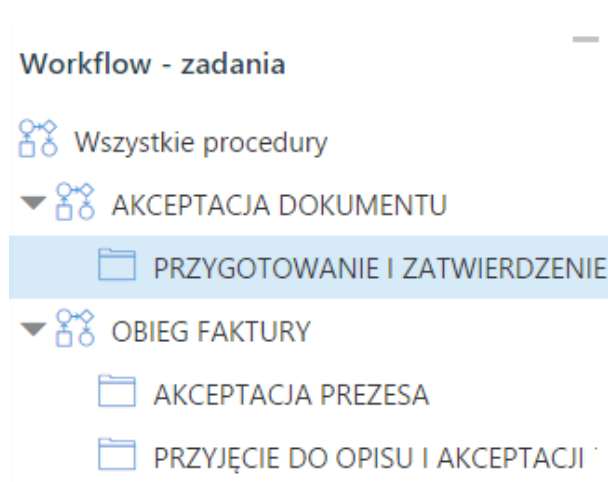 Workflow - zadania
Wszystkie procedury
AKCEPTACJA DOKUMENTU
PRZYGOTOWANIE I ZATWIERDZENIE
OBIEG FAKTURY
AKCEPTACJA PREZESA
PRZYJĘCIE DO OPISU I AKCEPTACJI